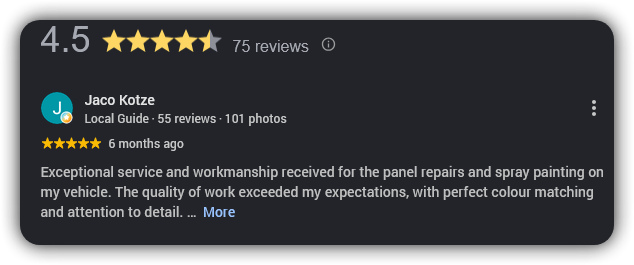 4.5 75 reviews
J
Jaco Kotze
Local Guide · 55 reviews · 101 photos
6 months ago
Exceptional service and workmanship received for the panel repairs and spray painting on
my vehicle. The quality of work exceeded my expectations, with perfect colour matching
and attention to detail. ... More